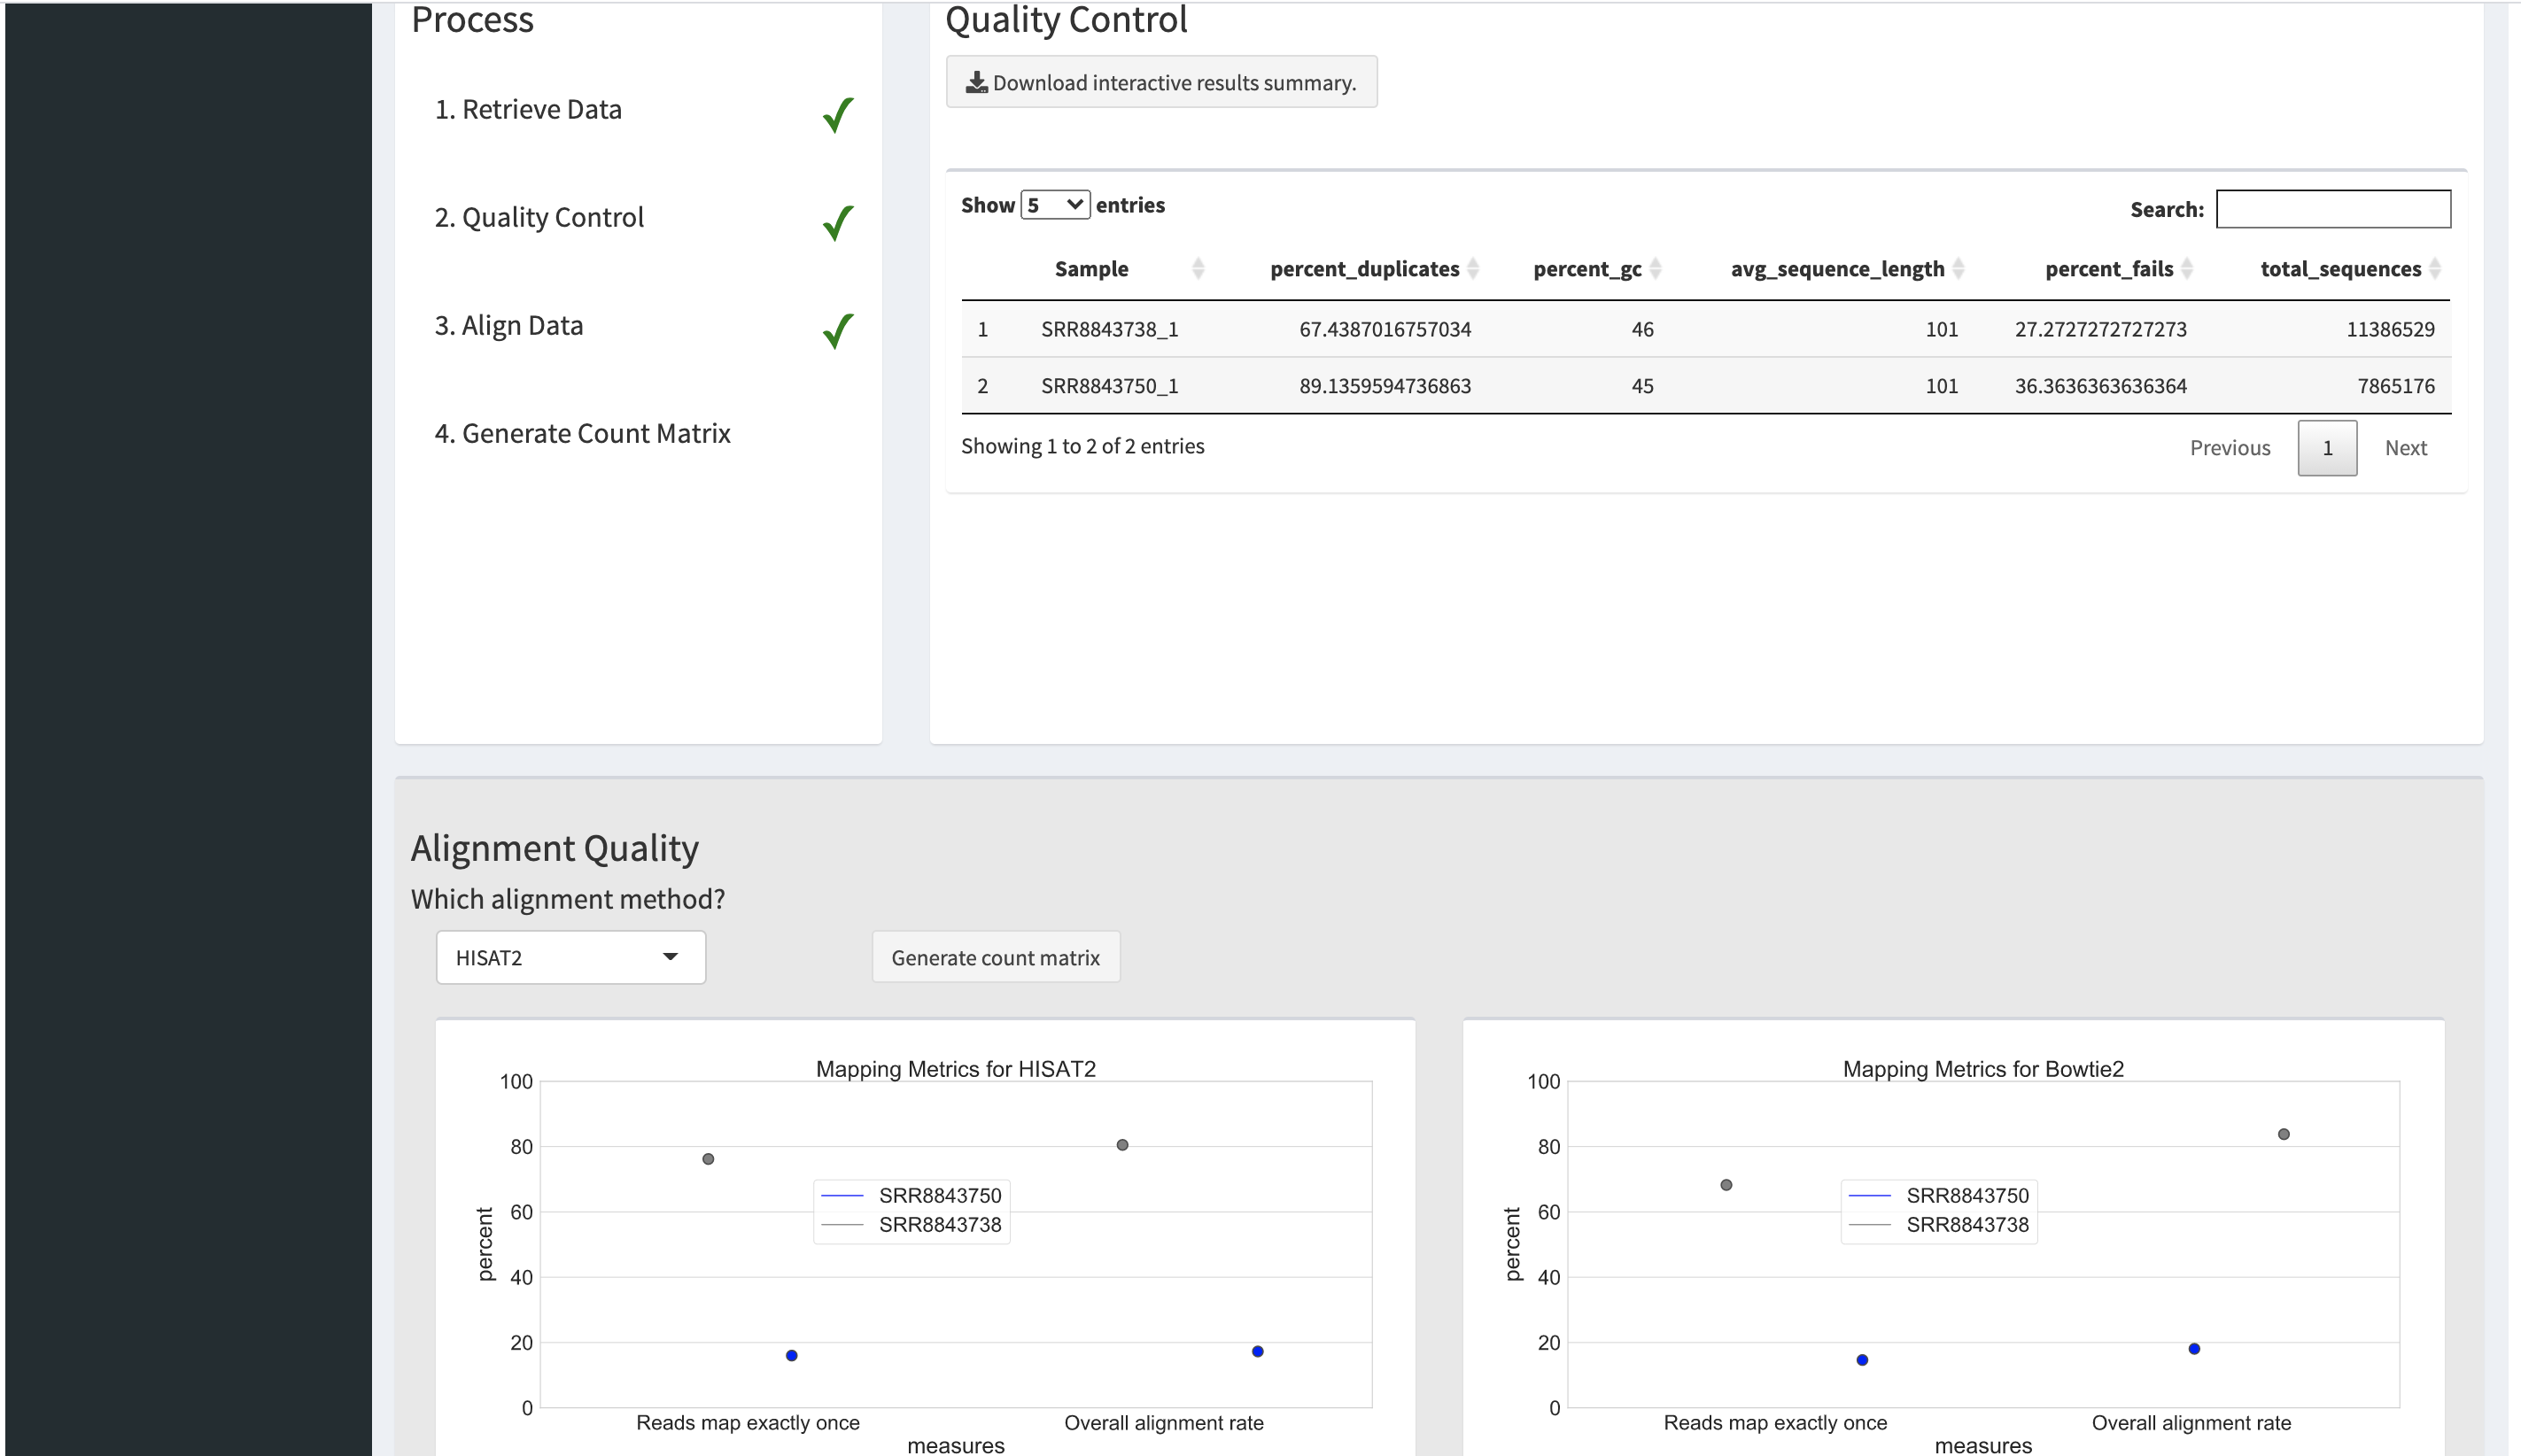 Process
1. Retrieve Data
2. Quality Control
3. Align Data
4. Generate Count Matrix
Quality Control
Download interactive results summary.
Show 5 entries
Search:
Sample percent_duplicates percent_gc avg_sequence_length percent_fails total_sequences
1 SRR8843738_1 67.4387016757034 46 101 27.2727272727273 11386529
2 SRR8843750_1 89.1359594736863 45 101 36.3636363636364 7865176
Showing 1 to 2 of 2 entries
Previous 1 Next
Alignment Quality
Which alignment method?
HISAT2
Generate count matrix
Mapping Metrics for HISAT2
100
80
60
40
20
0
percent
SRR8843750
SRR8843738
Reads map exactly once Overall alignment rate
measures
Mapping Metrics for Bowtie2
100
80
60
40
20
0
percent
SRR8843750
SRR8843738
Reads map exactly once Overall alignment rate
measures